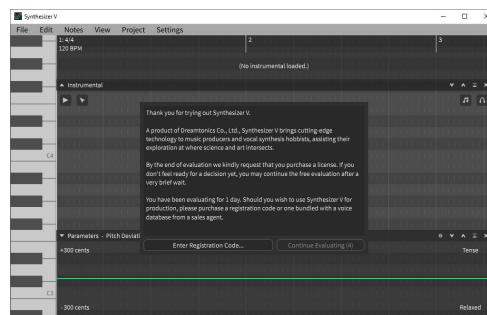 Synthesizer V
File Edit Notes View Project Settings
1: 4/4 2 3
120 BPM
(No instrumental loaded.)
Instrumental
Thank you for trying out Synthesizer V.
A product of Dreamtonics Co., Ltd., Synthesizer V brings cutting-edge
technology to music producers and vocal synthesis hobbists, assisting their
exploration at where science and art intersects.
By the end of evaluation we kindly request that you purchase a license. If you
don't feel ready for a decision yet, you may continue the free evaluation after a
very brief wait.
You have been evaluating for 1 day. Should you wish to use Synthesizer V for
production, please purchase a registration code or one bundled with a voice
database from a sales agent.
Enter Registration Code... Continue Evaluating (4)
C4
Parameters - Pitch Deviati
+300 cents Tense
C3
-300 cents Relaxed